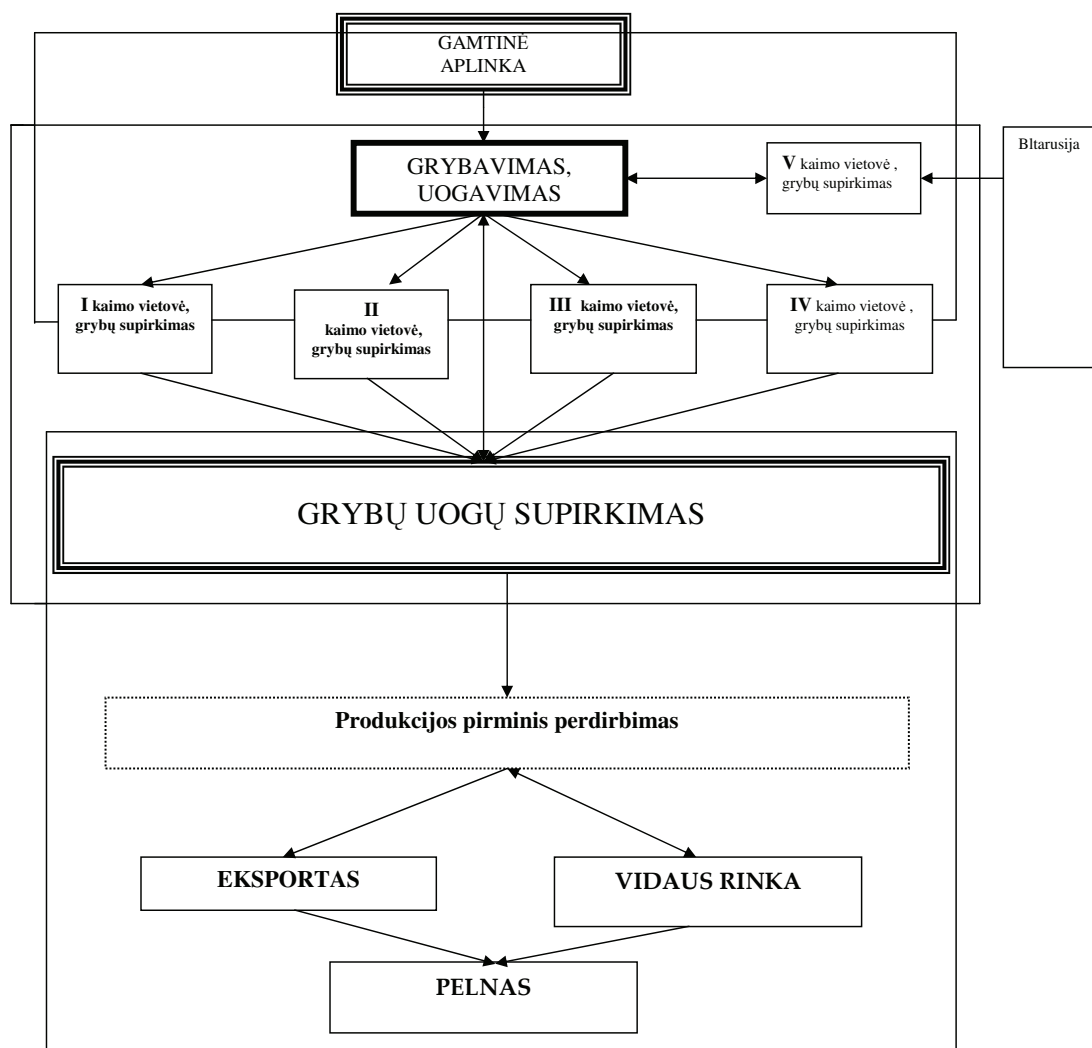 GAMTINĖ
APLINKA
GRYBAVIMAS,
UOGAVIMAS
V kaimo vietovė ,
grybų supirkimas
Bltarusija
I kaimo vietovė,
grybų supirkimas
II
kaimo vietovė,
grybų supirkimas
III kaimo vietovė,
grybų supirkimas
IV kaimo vietovė ,
grybų supirkimas
GRYBŲ UOGŲ SUPIRKIMAS
Produkcijos pirminis perdirbimas
EKSPORTAS
VIDAUS RINKA
PELNAS